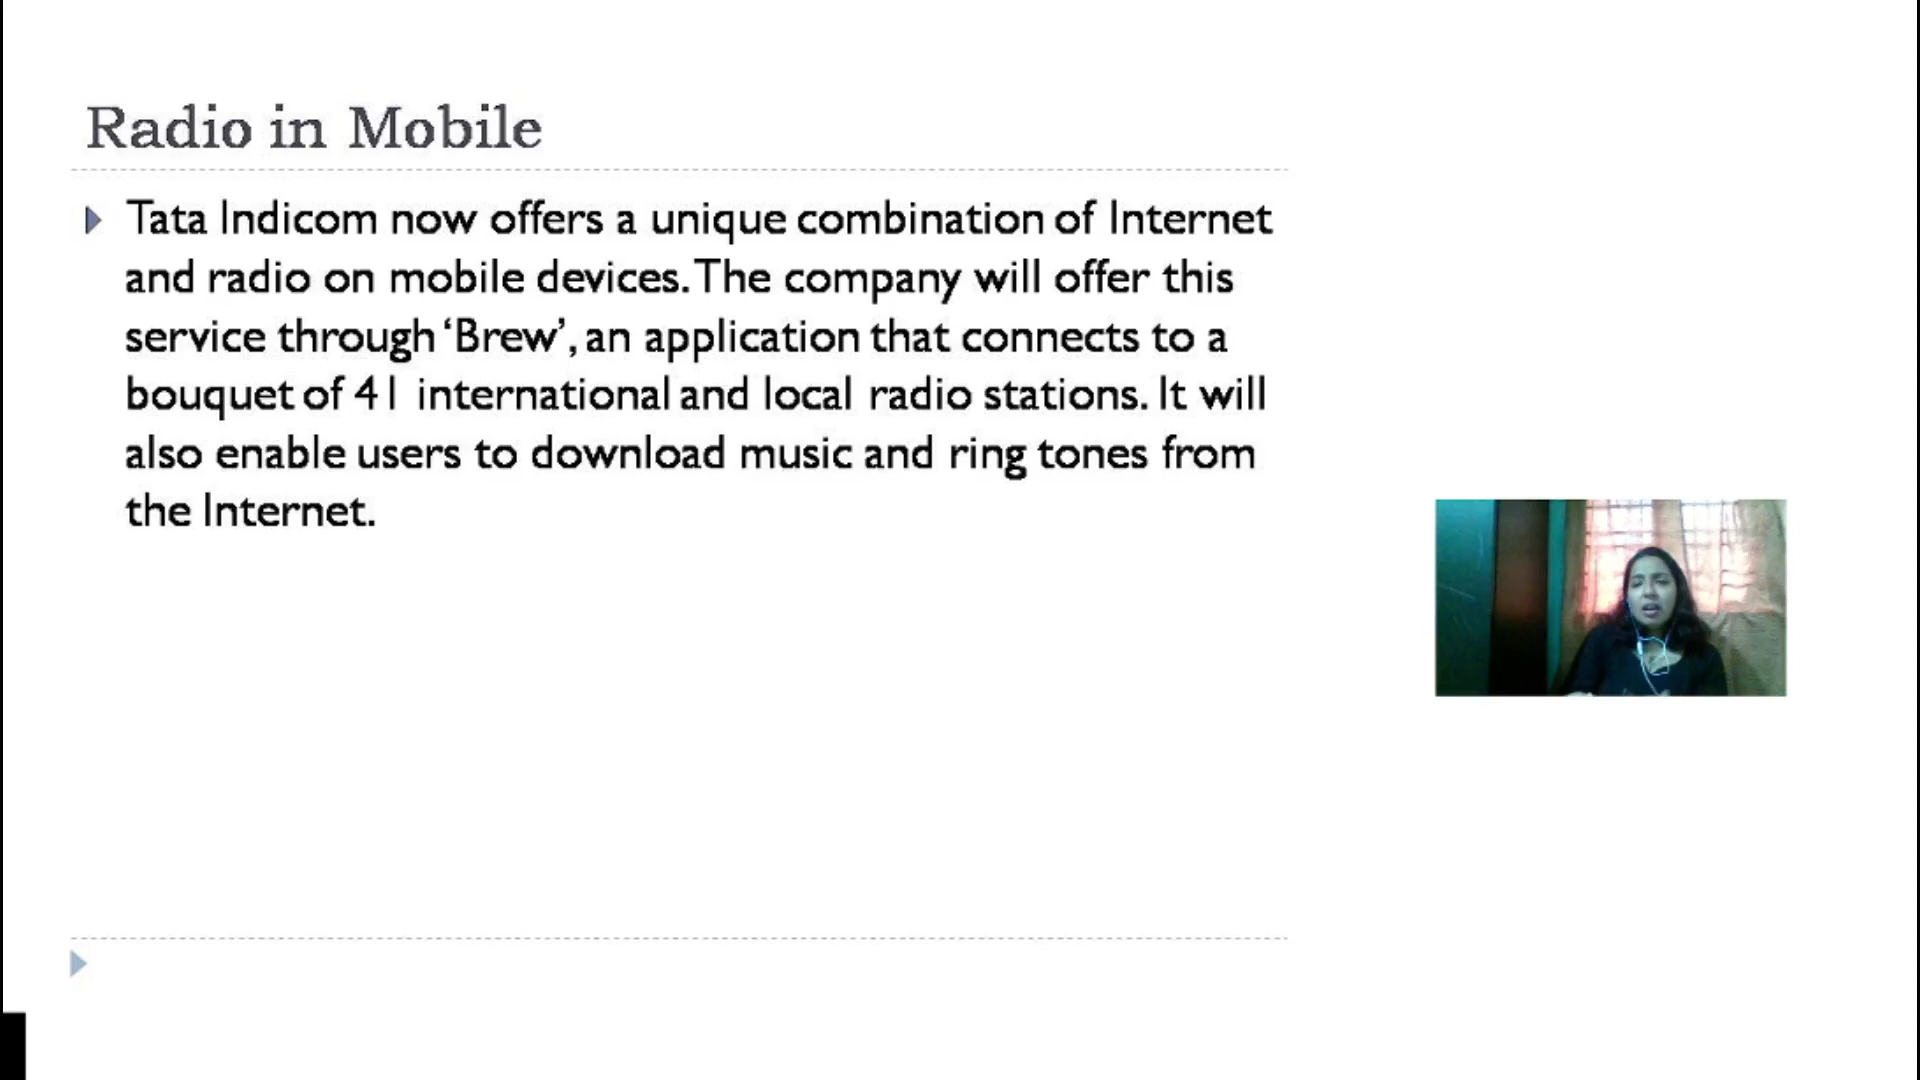 Radio in Mobile
Tata Indicom now offers a unique combination of Internet
and radio on mobile devices. The company will offer this
service through ‘Brew’, an application that connects to a
bouquet of 41 international and local radio stations. It will
also enable users to download music and ring tones from
the Internet.